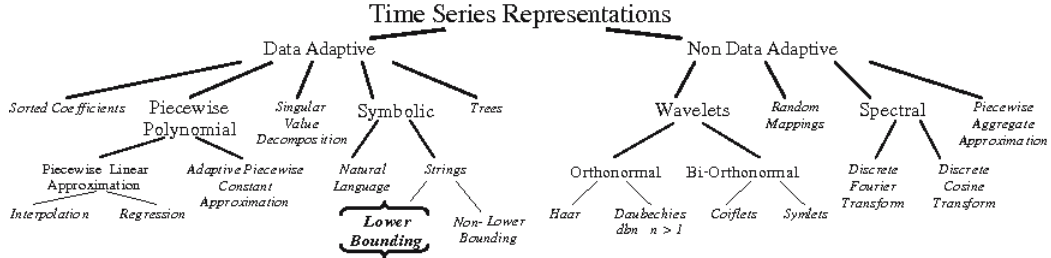 Time Series Representations
Data Adaptive
Non Data Adaptive
Sorted Coefficients
Piecewise
Polynomial
Singular
Value
Decomposition
Symbolic
Trees
Wavelets
Random
Mappings
Spectral
Piecewise
Aggregate
Approximation
Piecewise Linear
Approximation
Adaptive Piecewise
Constant
Approximation
Natural
Language
Strings
Orthonormal
Bi-Orthonormal
Discrete
Fourier
Transform
Discrete
Cosine
Transform
Interpolation
Regression
Lower
Bounding
Non- Lower
Bounding
Haar
Daubechies
dbn n > 1
Coiflets
Symlets